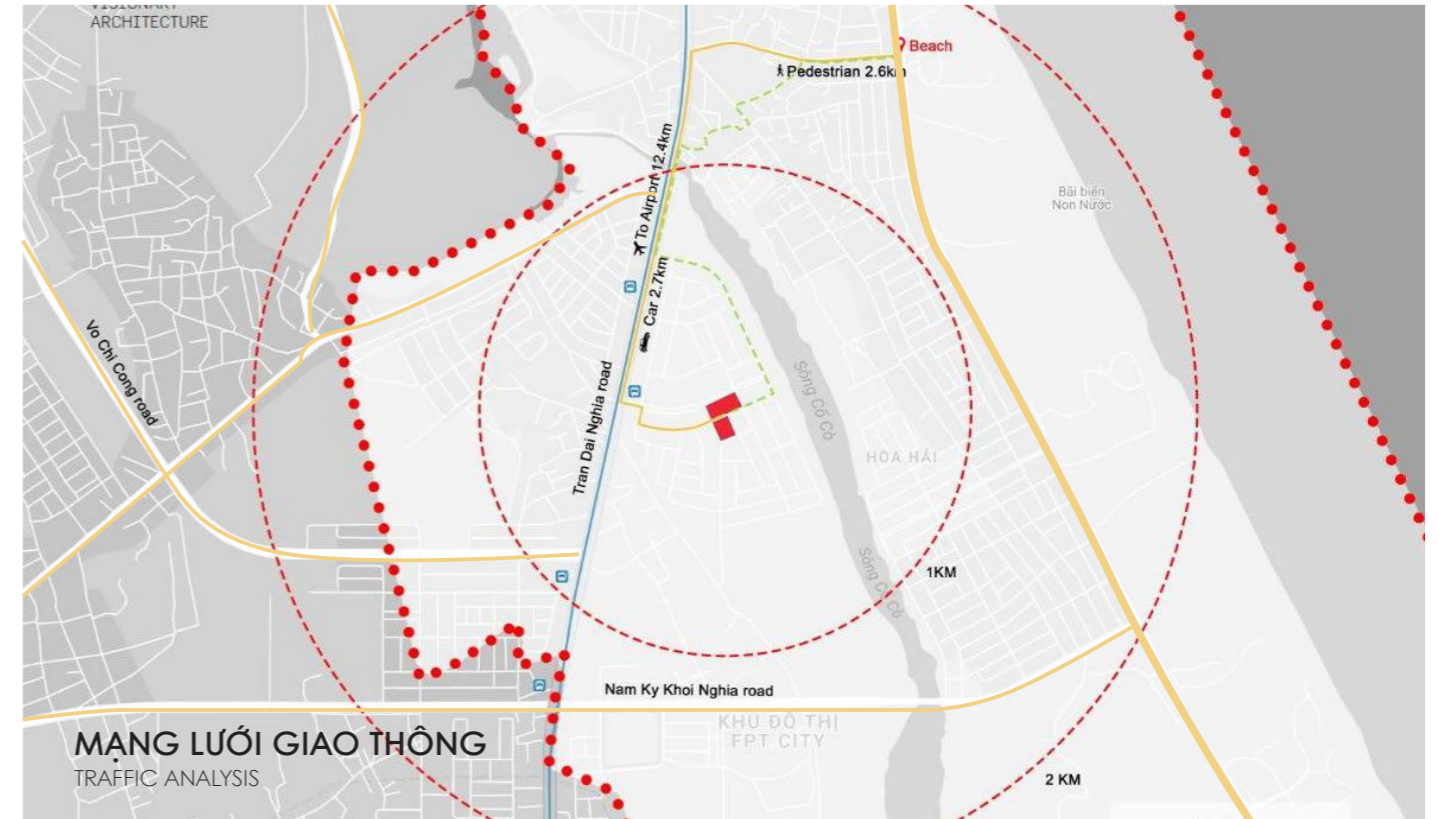 ARCHITECTURE
Beach
Pedestrian 2.6km
To Airport 12.4km
Bãi biển
Non Nước
Car 2.7km
Vo Chi Cong road
Tran Dai Nghia road
Sông Cổ Cò
HÒA HẢI
Sông Cổ Cò
1KM
Nam Ky Khoi Nghia road
KHU ĐÔ THỊ
FPT CITY
MẠNG LƯỚI GIAO THÔNG
TRAFFIC ANALYSIS
2 KM